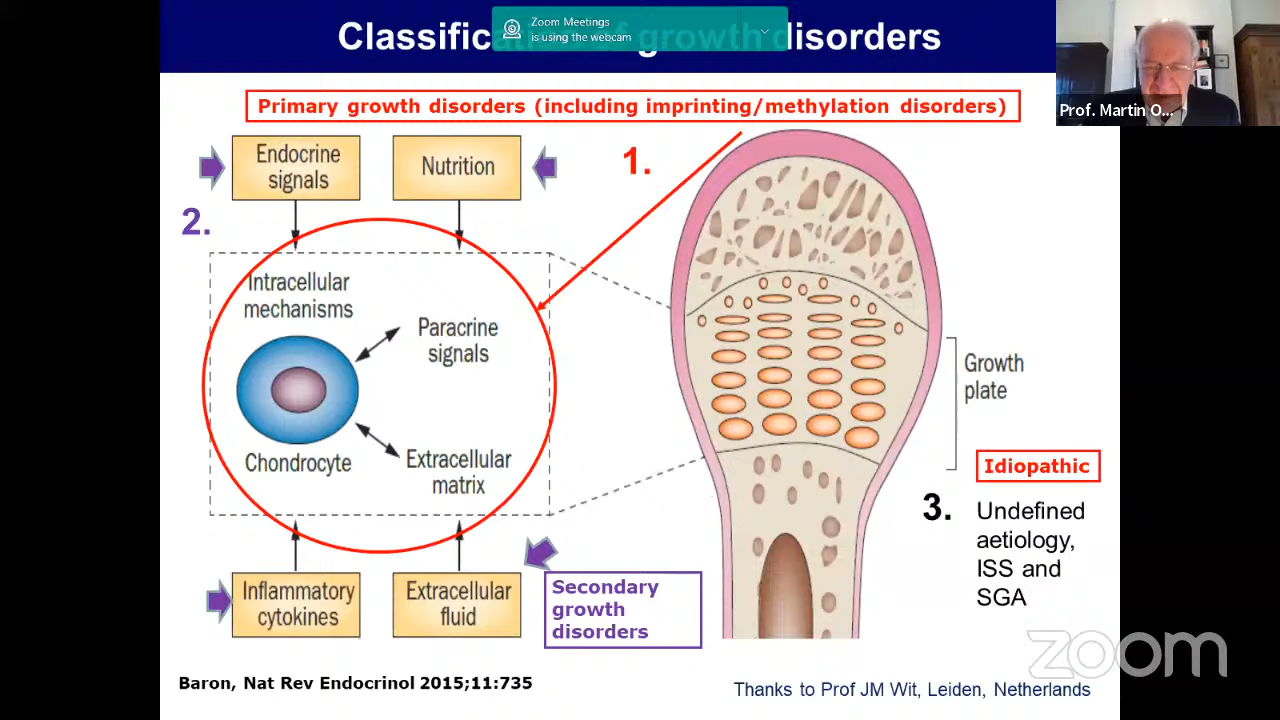 Zoom Meetings
is using the webcam
growth disorders
Prof. Martin O...
Primary growth disorders (including imprinting/methylation disorders)
Endocrine
signals
Nutrition
1.
2.
Intracellular
mechanisms
Paracrine
signals
Chondrocyte
Extracellular
matrix
Growth
plate
Idiopathic
3.
Undefined
aetiology,
ISS and
SGA
Inflammatory
cytokines
Extracellular
fluid
Secondary
growth
disorders
Baron, Nat Rev Endocrinol 2015;11:735
Thanks to Prof JM Wit, Leiden, Netherlands
zoom